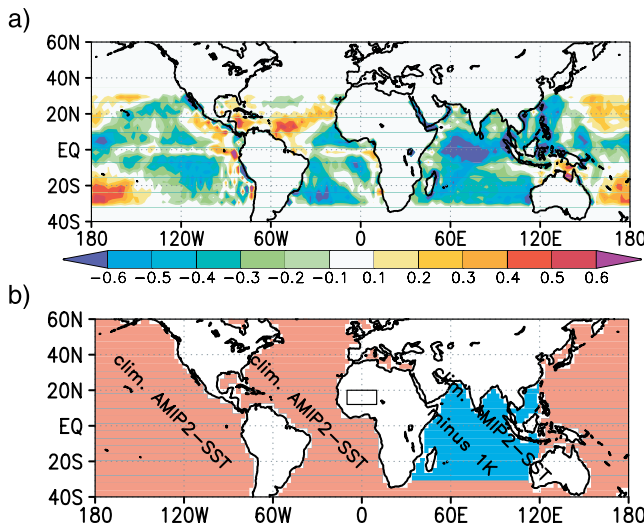 a)
60N
40N
20N
EQ
20S
40S
180 120W 60W 0 60E 120E 180
−0.6 −0.5 −0.4 −0.3 −0.2 −0.1 0.1 0.2 0.3 0.4 0.5 0.6
b)
60N
40N
20N
EQ
20S
40S
clim. AMIP2−SST
clim. AMIP2−SST
clim. AMIP2−SST
minus 1K
180 120W 60W 0 60E 120E 180